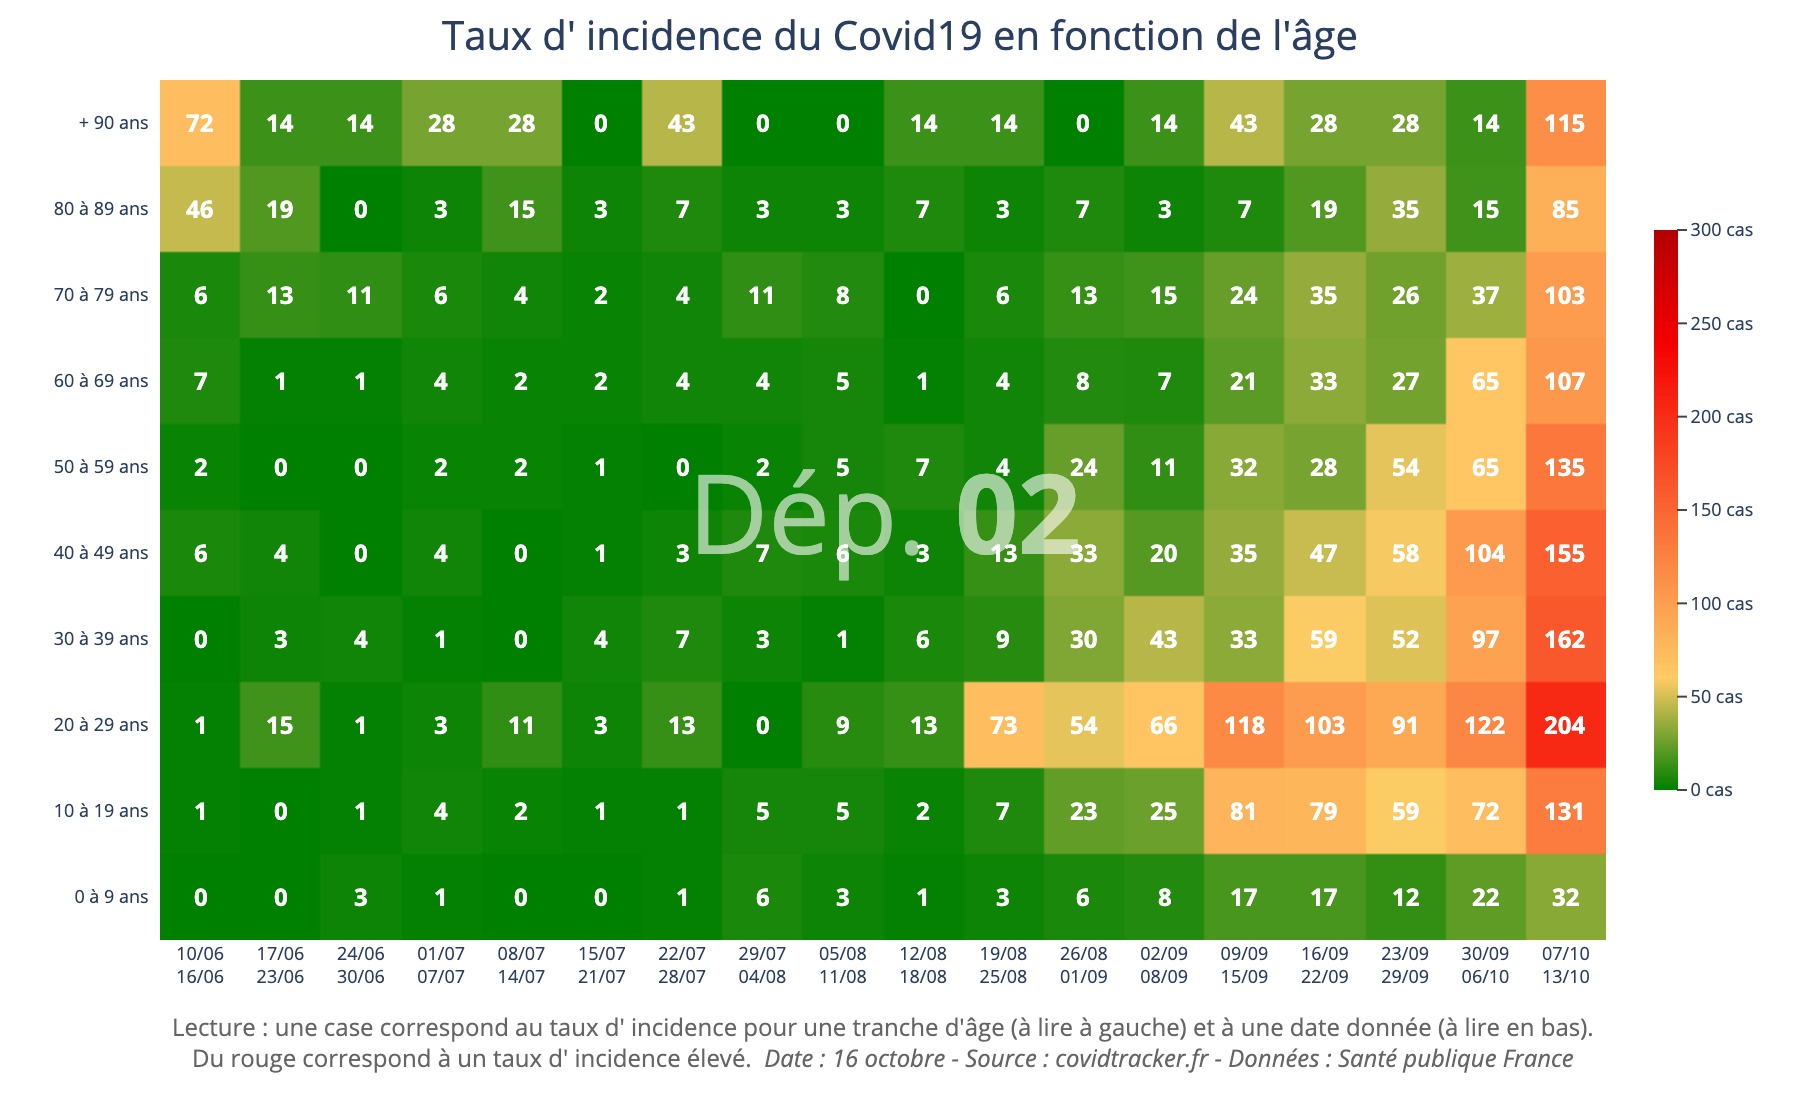 Taux d' incidence du Covid19 en fonction de l'âge
+ 90 ans 72 14 14 28 28 0 43 0 0 14 14 0 14 43 28 28 14 115
80 à 89 ans 46 19 0 3 15 3 7 3 3 7 3 7 3 7 19 35 15 85
70 à 79 ans 6 13 11 6 4 2 4 11 8 0 6 13 15 24 35 26 37 103
60 à 69 ans 7 1 1 4 2 2 4 4 5 1 4 8 7 21 33 27 65 107
50 à 59 ans 2 0 0 2 2 1 0 2 5 7 4 24 11 32 28 54 65 135
Dép. 02
40 à 49 ans 6 4 0 4 0 1 3 7 6 3 13 33 20 35 47 58 104 155
30 à 39 ans 0 3 4 1 0 4 7 3 1 6 9 30 43 33 59 52 97 162
20 à 29 ans 1 15 1 3 11 3 13 0 9 13 73 54 66 118 103 91 122 204
10 à 19 ans 1 0 1 4 2 1 1 5 5 2 7 23 25 81 79 59 72 131
0 à 9 ans 0 0 3 1 0 0 1 6 3 1 3 6 8 17 17 12 22 32
10/06 17/06 24/06 01/07 08/07 15/07 22/07 29/07 05/08 12/08 19/08 26/08 02/09 09/09 16/09 23/09 30/09 07/10
16/06 23/06 30/06 07/07 14/07 21/07 28/07 04/08 11/08 18/08 25/08 01/09 08/09 15/09 22/09 29/09 06/10 13/10
300 cas
250 cas
200 cas
150 cas
100 cas
50 cas
0 cas
Lecture : une case correspond au taux d' incidence pour une tranche d'âge (à lire à gauche) et à une date donnée (à lire en bas).
Du rouge correspond à un taux d' incidence élevé. Date : 16 octobre - Source : covidtracker.fr - Données : Santé publique France